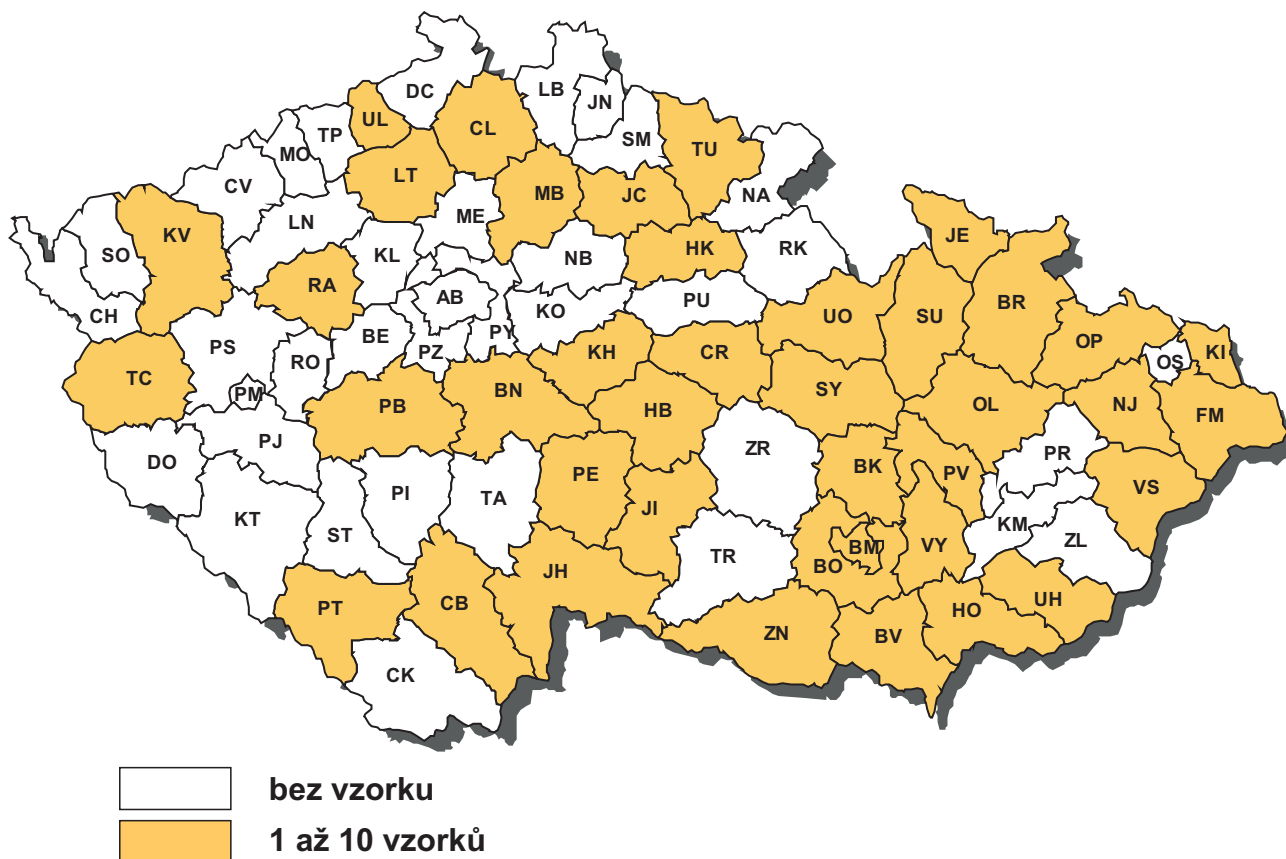 DC
LB
JN
UL
TP
CL
SM
MO
TU
LT
CV
MB
JC
NA
ME
LN
KV
SO
KL
NB
HK
RK
JE
RA
AB
PU
BR
CH
KO
UO
SU
PY
BE
PS
PZ
KH
CR
OP
KI
RO
OS
TC
PM
BN
SY
PB
HB
OL
NJ
FM
PJ
ZR
PR
DO
BK
PE
PV
VS
PI
TA
JI
KT
ST
KM
BM
VY
ZL
TR
BO
JH
UH
PT
CB
HO
ZN
BV
CK
bez vzorku
1 až 10 vzorků